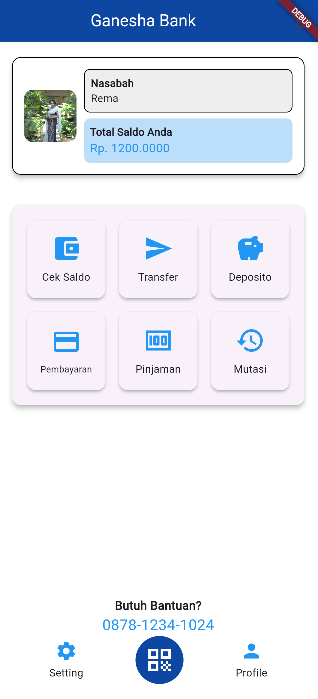 Ganesha Bank
DEBUG
Nasabah
Rema
Total Saldo Anda
Rp. 1200.0000
Cek Saldo
Transfer
Deposito
100
Pembayaran
Pinjaman
Mutasi
Butuh Bantuan?
0878-1234-1024
Setting
Profile